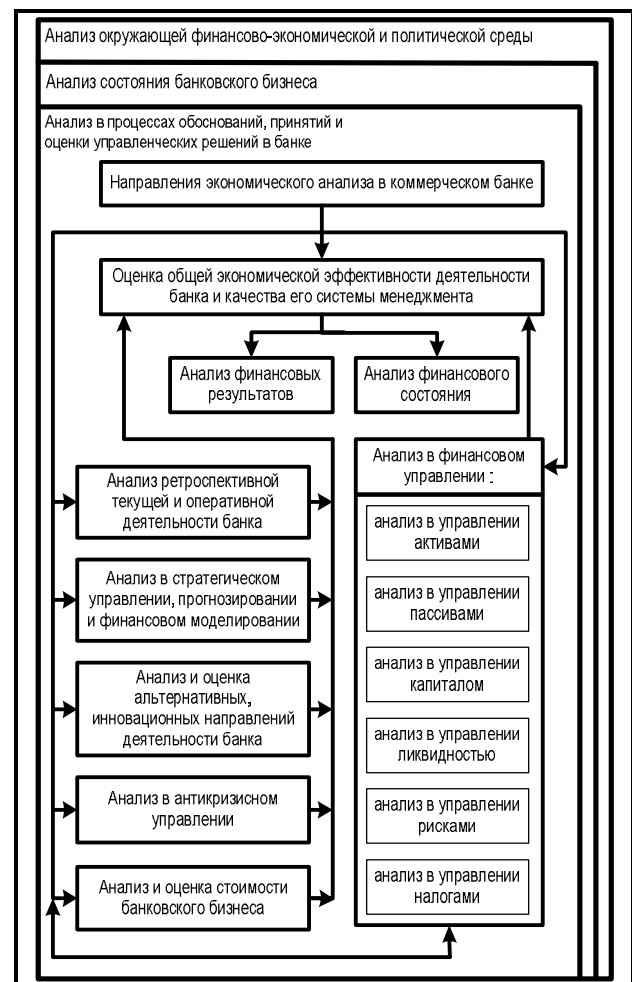 Анализ окружающей финансово-экономической и политической среды
Анализ состояния банковского бизнеса
Анализ в процессах обоснований, принятий и
оценки управленческих решений в банке
Направления экономического анализа в коммерческом банке
Оценка общей экономической эффективности деятельности
банка и качества его системы менеджмента
Анализ финансовых
результатов
Анализ финансового
состояния
Анализ ретроспективной
текущей и оперативной
деятельности банка
Анализ в стратегическом
управлении, прогнозировании
и финансовом моделировании
Анализ и оценка
альтернативных,
инновационных направлений
деятельности банка
Анализ в антикризисном
управлении
Анализ и оценка стоимости
банковского бизнеса
Анализ в финансовом
управлении :
анализ в управлении
активами
анализ в управлении
пассивами
анализ в управлении
капиталом
анализ в управлении
ликвидностью
анализ в управлении
рисками
анализ в управлении
налогами